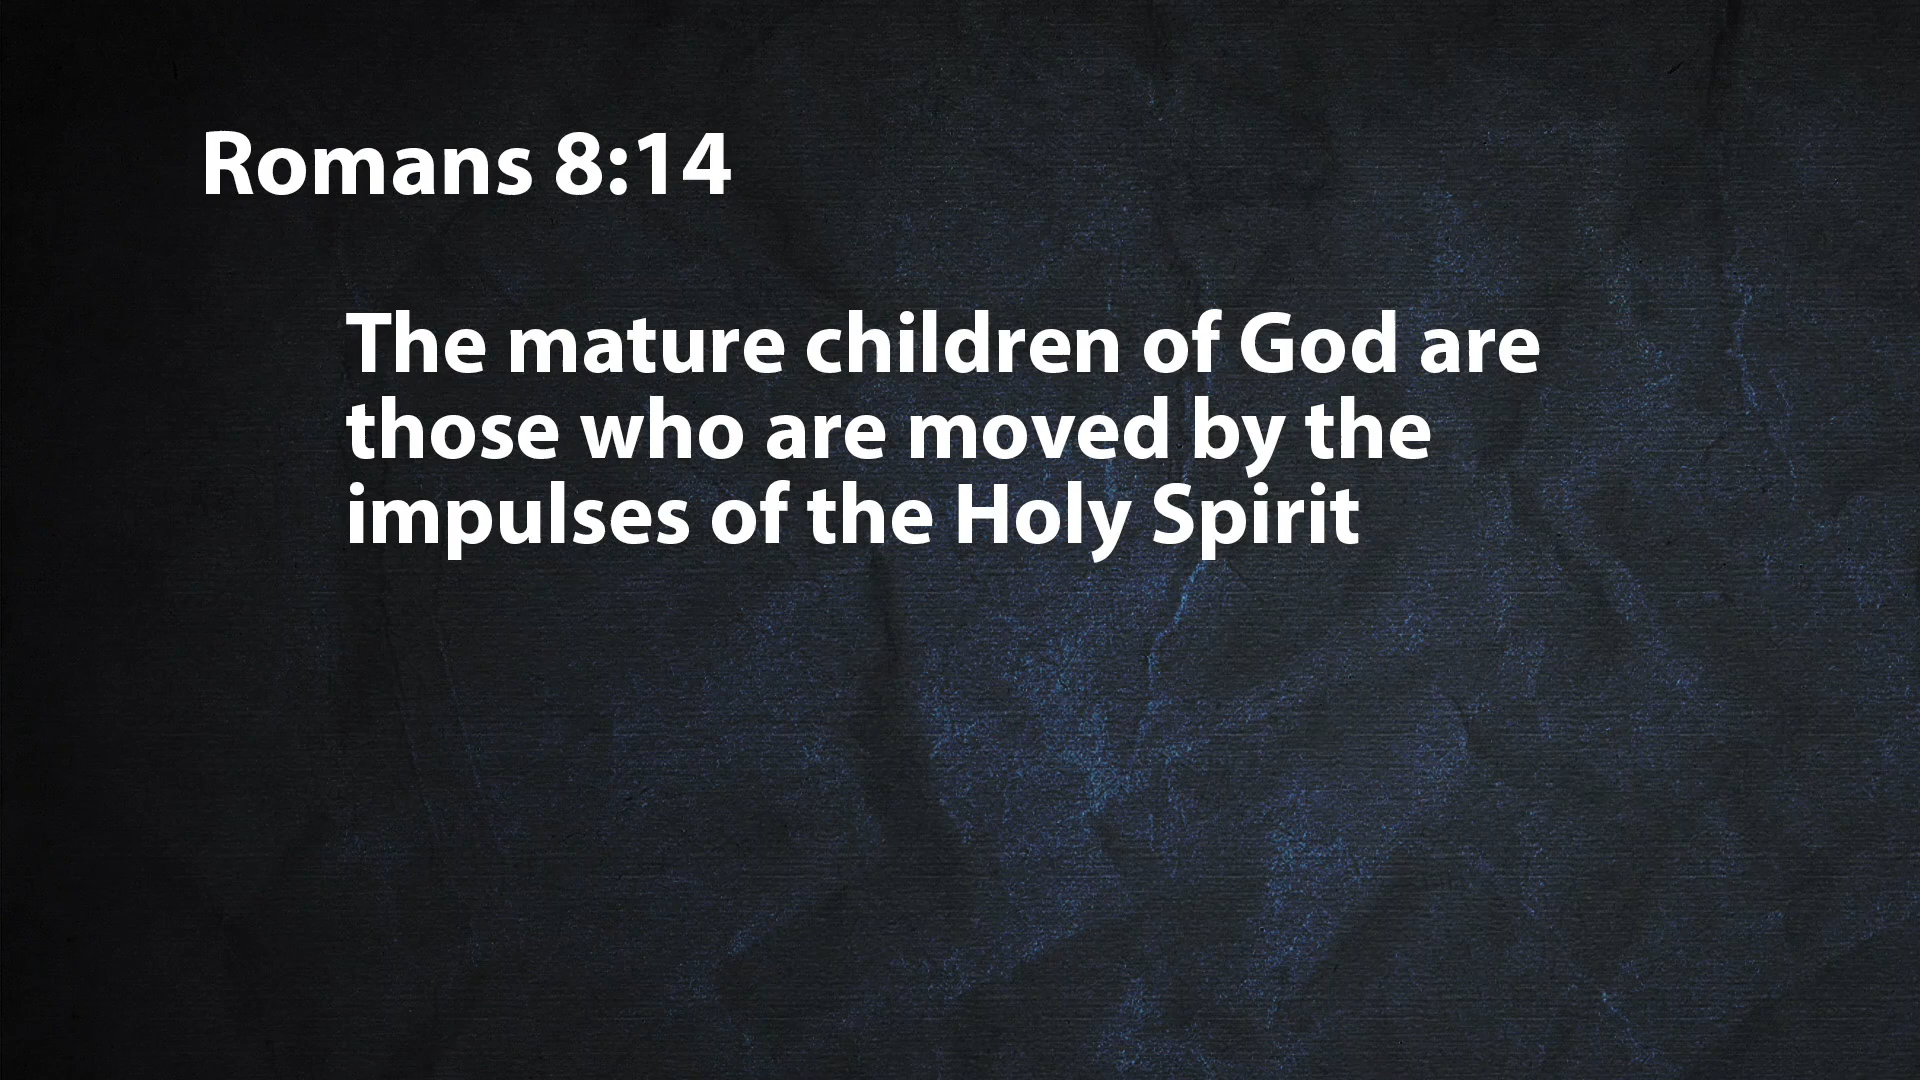 Romans 8:14
The mature children of God are
those who are moved by the
impulses of the Holy Spirit